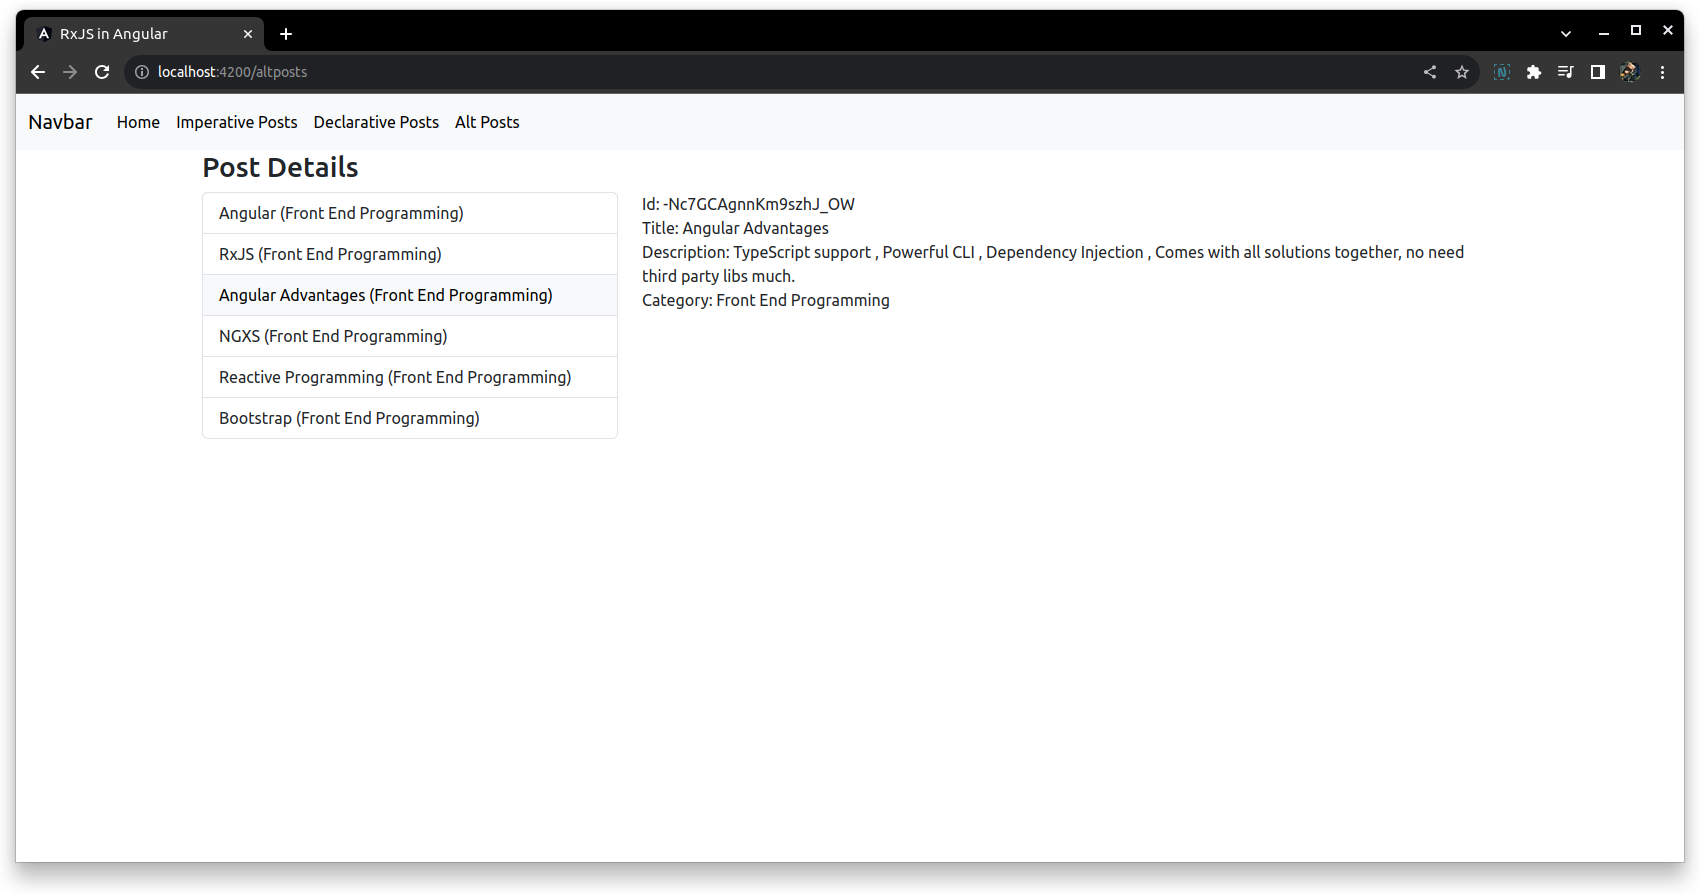 RxJS in Angular
localhost:4200/altposts
Navbar Home Imperative Posts Declarative Posts Alt Posts
Post Details
Angular (Front End Programming)
RxJS (Front End Programming)
Angular Advantages (Front End Programming)
NGXS (Front End Programming)
Reactive Programming (Front End Programming)
Bootstrap (Front End Programming)
Id: -Nc7GCAgnnKm9szhJ_OW
Title: Angular Advantages
Description: TypeScript support , Powerful CLI , Dependency Injection , Comes with all solutions together, no need
third party libs much.
Category: Front End Programming